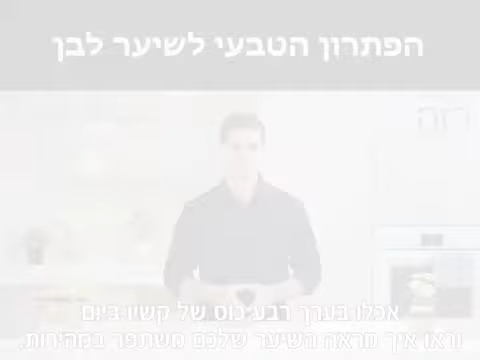 הפתרון הטבעי לשיער לבן
אכלו בערך רבע כוס של קשיו ביום
וראו איך מראה השיער שלכם משתפר במהירות.